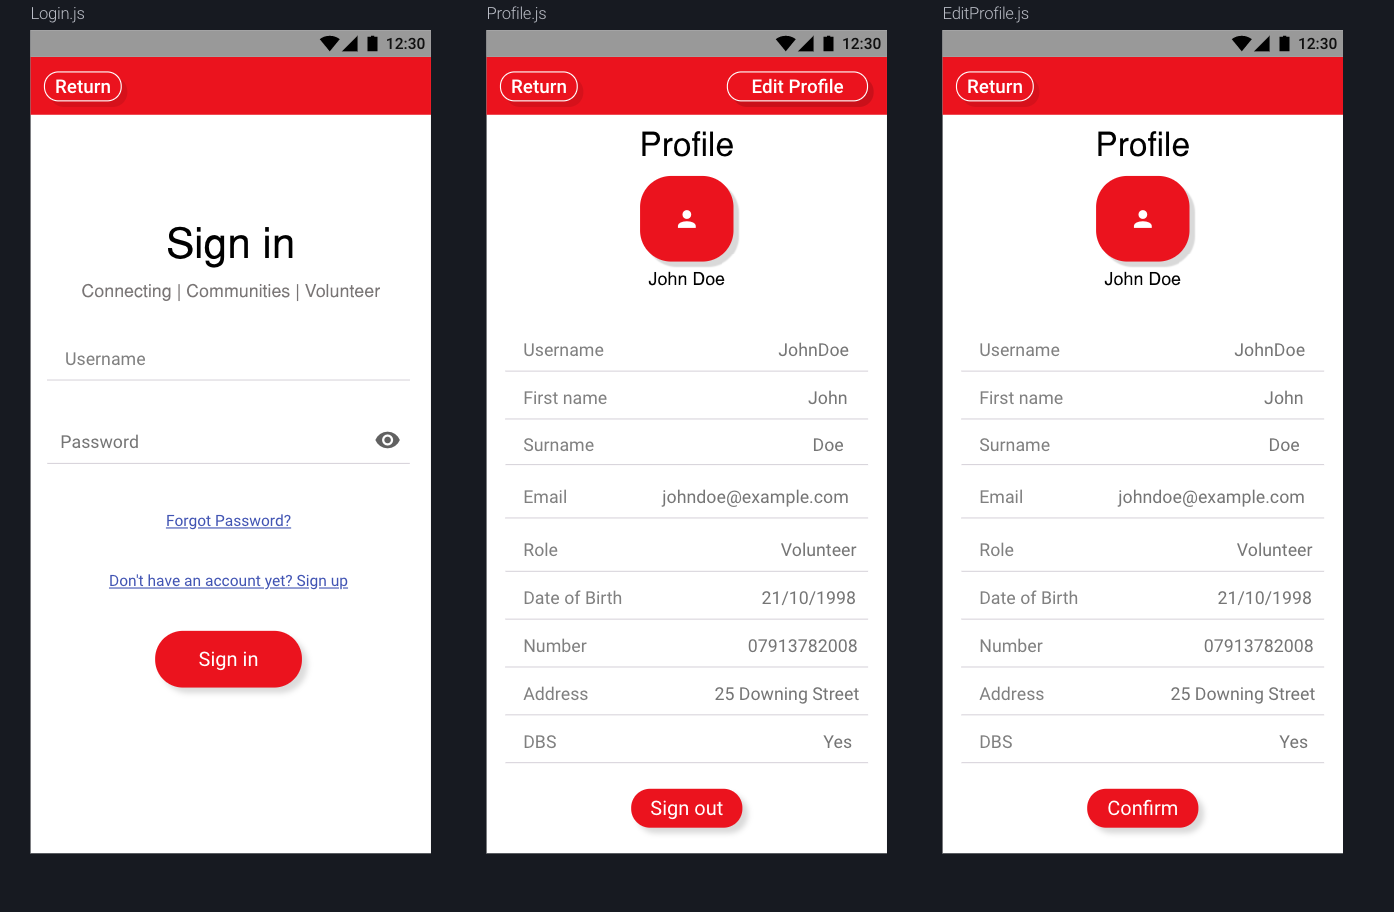 Login.js
12:30
Return
Sign in
Connecting | Communities | Volunteer
Username
Password
Forgot Password?
Don't have an account yet? Sign up
Sign in
Profile.js
12:30
Return Edit Profile
Profile
John Doe
Username JohnDoe
First name John
Surname Doe
Email johndoe@example.com
Role Volunteer
Date of Birth 21/10/1998
Number 07913782008
Address 25 Downing Street
DBS Yes
Sign out
EditProfile.js
12:30
Return
Profile
John Doe
Username JohnDoe
First name John
Surname Doe
Email johndoe@example.com
Role Volunteer
Date of Birth 21/10/1998
Number 07913782008
Address 25 Downing Street
DBS Yes
Confirm